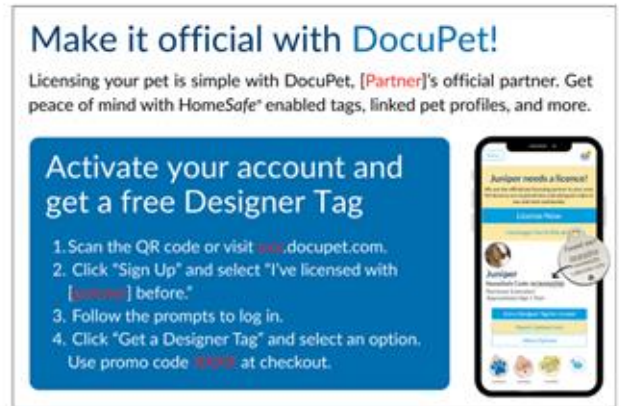 Make it official with DocuPet!
Licensing your pet is simple with DocuPet, [Partner]'s official partner. Get
peace of mind with HomeSafe® enabled tags, linked pet profiles, and more.
Activate your account and
get a free Designer Tag
1. Scan the QR code or visit .docupet.com.
2. Click “Sign Up” and select “I’ve licensed with
[] before.”
3. Follow the prompts to log in.
4. Click “Get a Designer Tag” and select an option.
Use promo code at checkout.
Juniper needs a licence!
License Now
Juniper